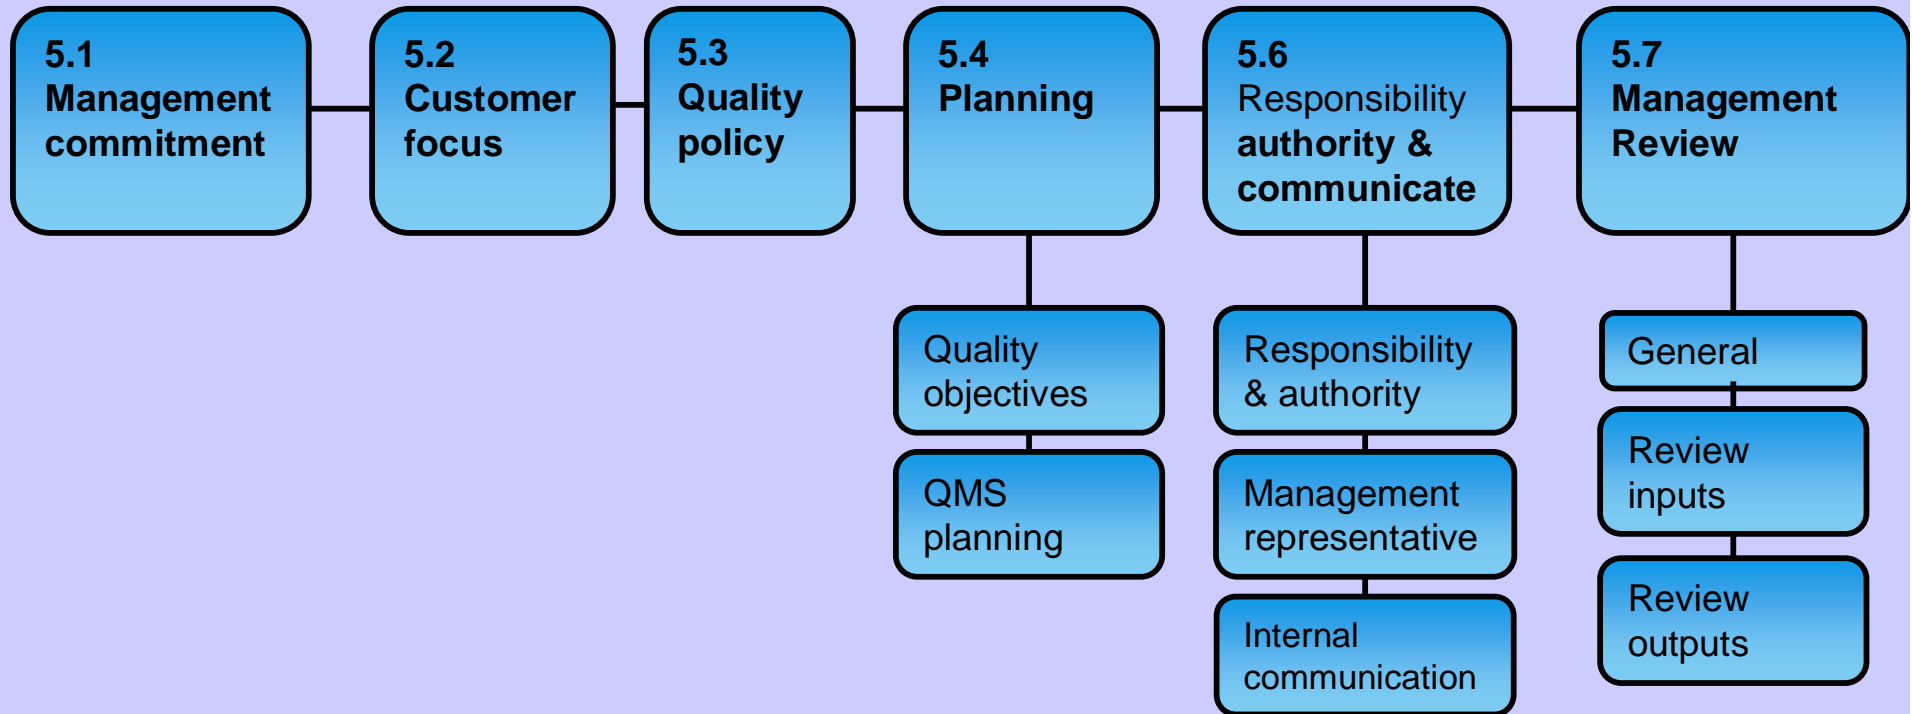 5.1
Management
commitment
5.2
Customer
focus
5.3
Quality
policy
5.4
Planning
5.6
Responsibility
authority &
communicate
5.7
Management
Review
Quality
objectives
QMS
planning
Responsibility
& authority
Management
representative
Internal
communication
General
Review
inputs
Review
outputs